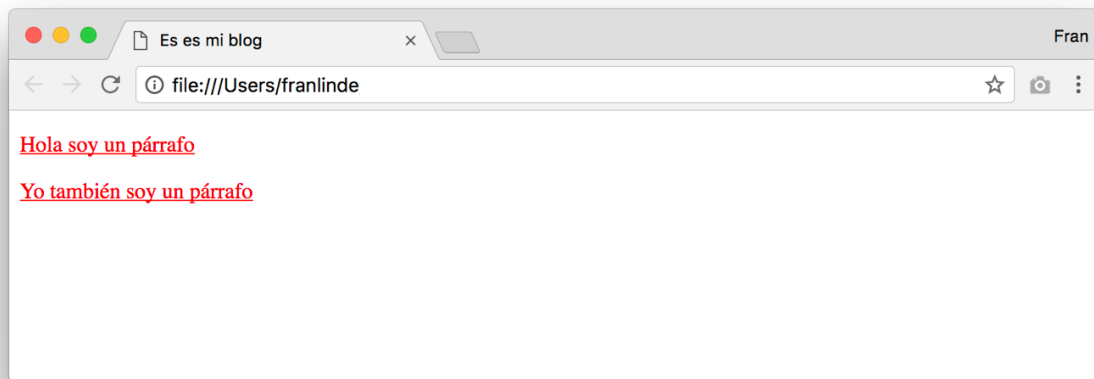 Es es mi blog
Fran
file:///Users/franlinde
Hola soy un párrafo
Yo también soy un párrafo